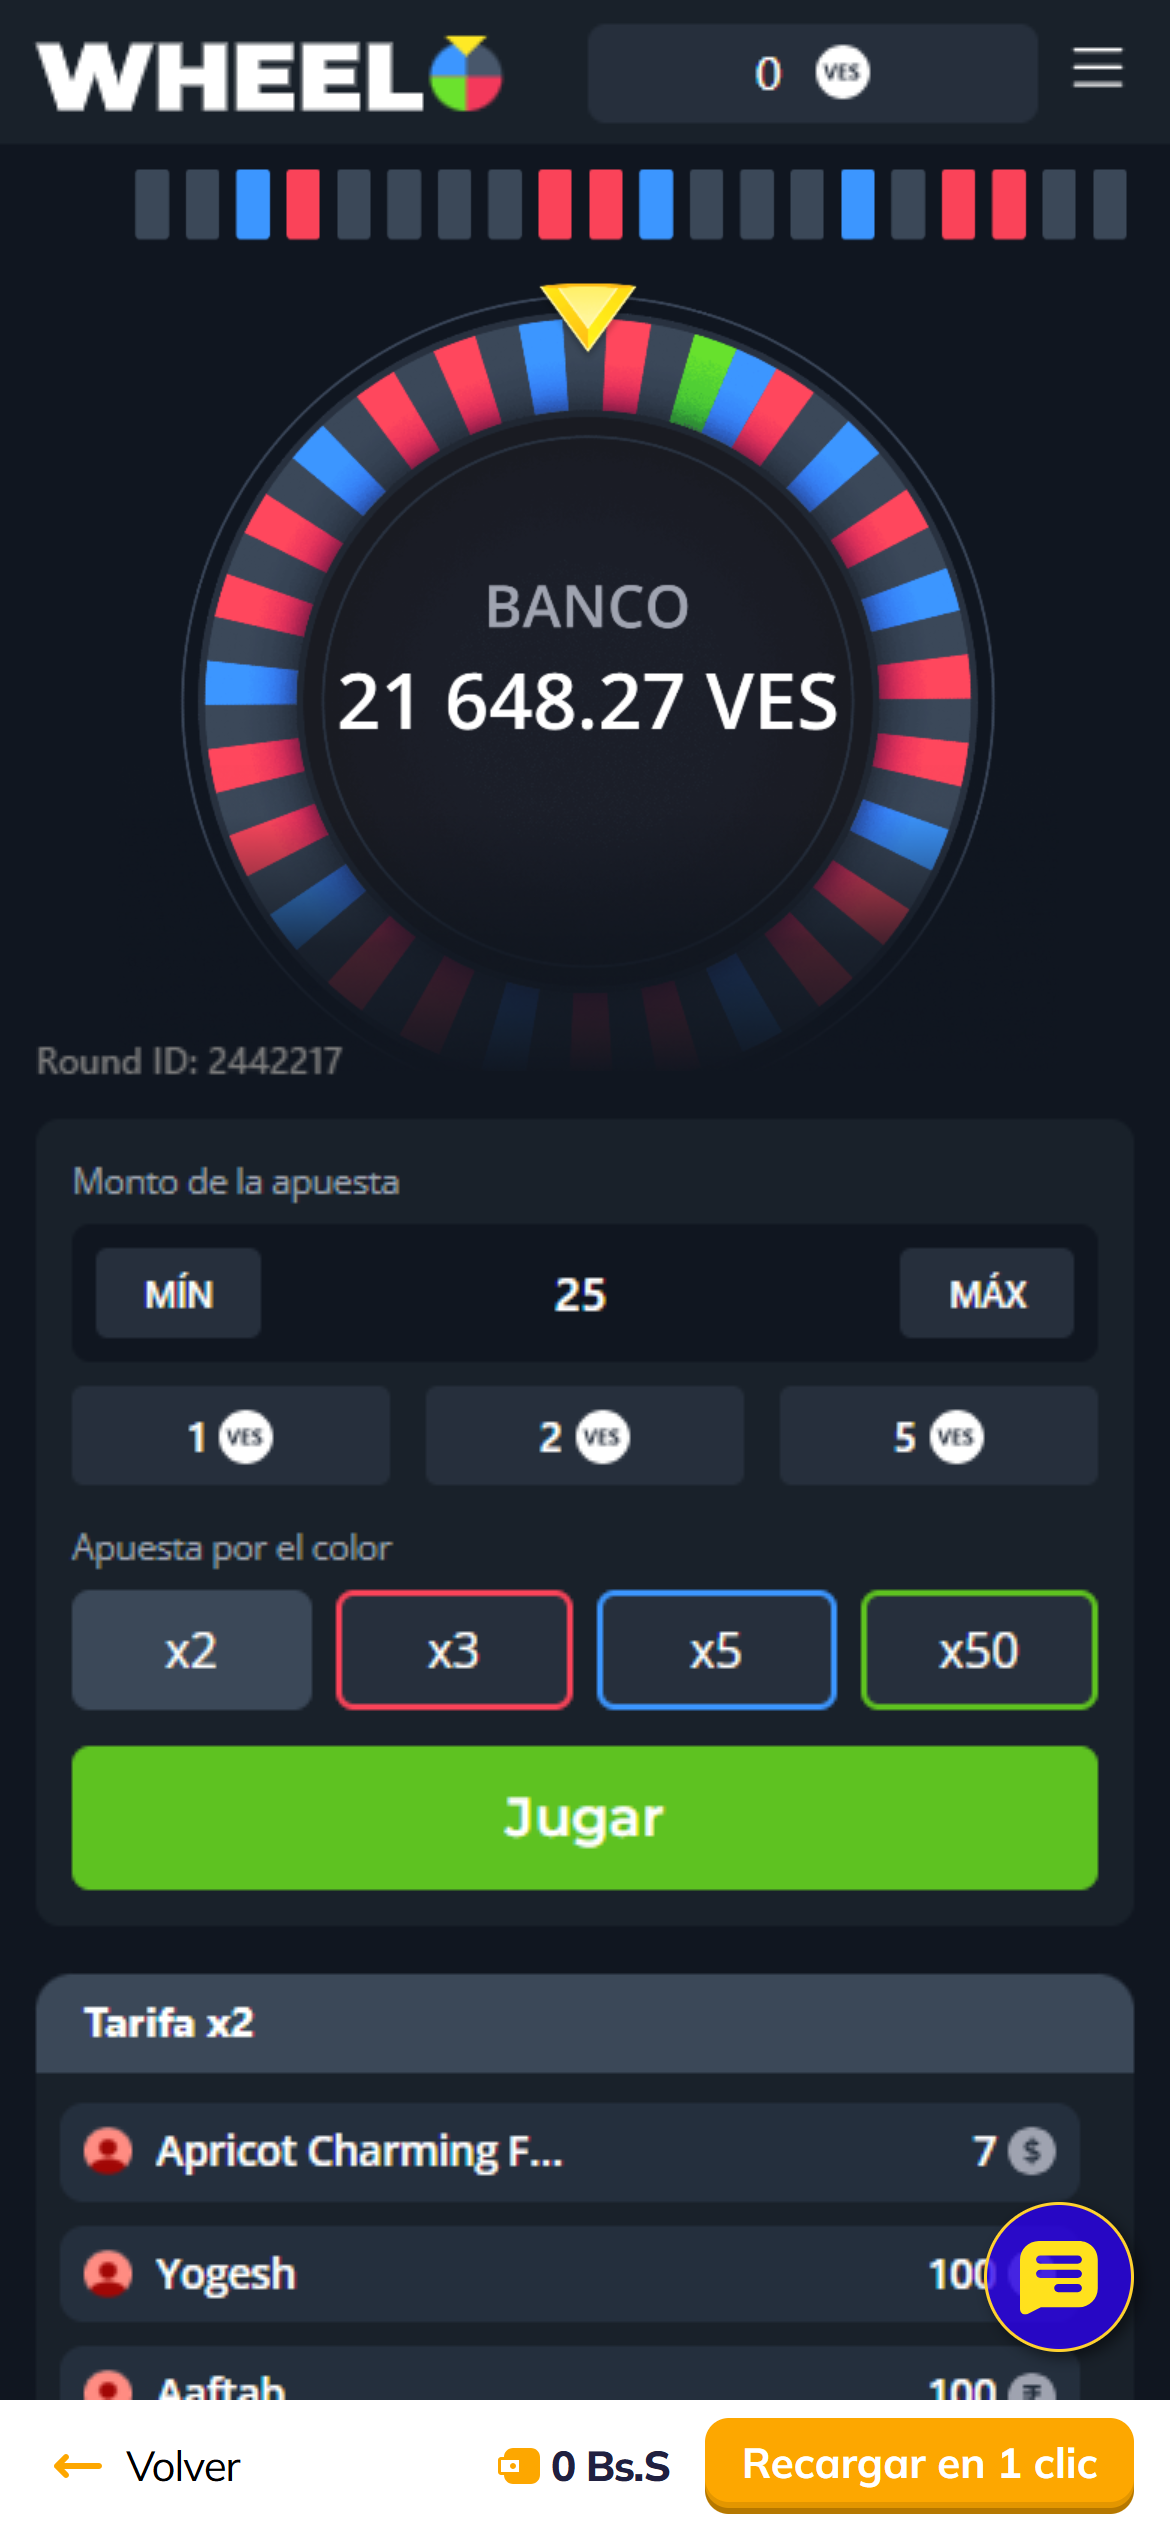 WHEEL
0 VES
BANCO
21 648.27 VES
Round ID: 2442217
Monto de la apuesta
MÍN 25 MÁX
1 VES 2 VES 5 VES
Apuesta por el color
x2 x3 x5 x50
Jugar
Tarifa x2
Apricot Charming F... 7 $
Yogesh 100
Aaftab 100 ₹
Volver 0 Bs.S Recargar en 1 clic